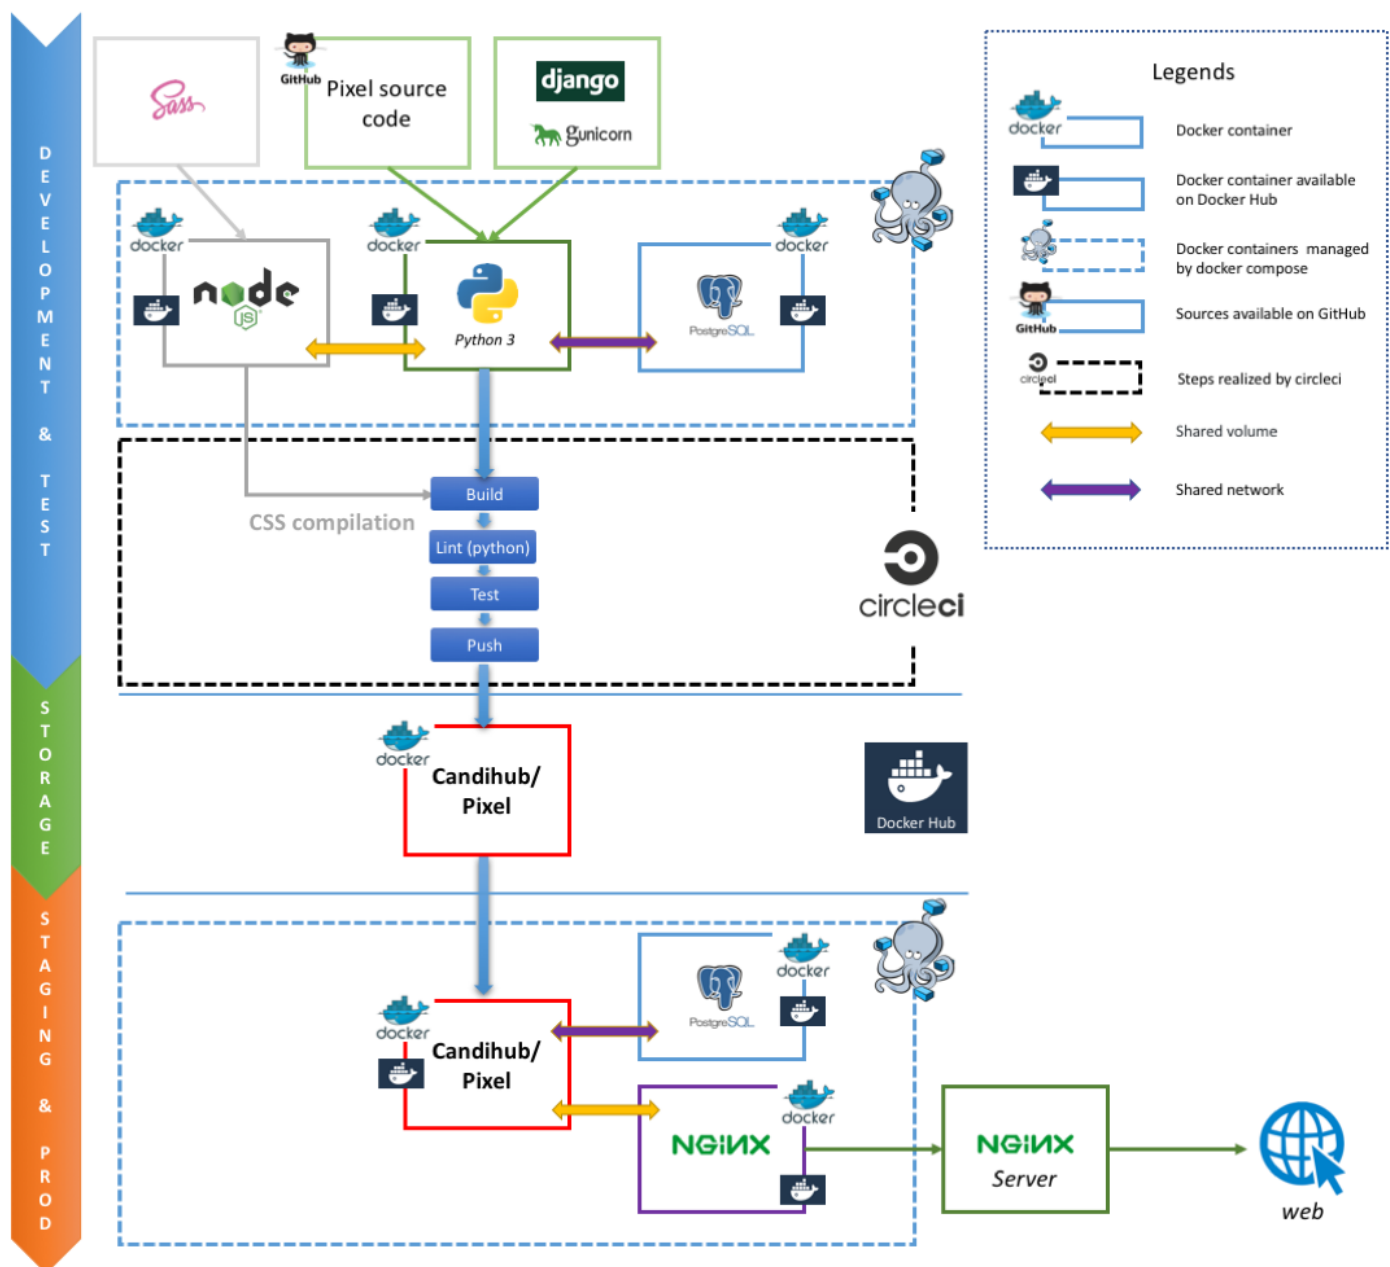 DEVELOPMENT & TEST
STORAGE
STAGING & PROD
Sass
GitHub
Pixel source
code
django
gunicorn
docker
node
JS
docker
Python 3
docker
PostgreSQL
Build
CSS compilation
Lint (python)
Test
Push
circleci
docker
Candihub/
Pixel
Docker Hub
docker
Candihub/
Pixel
docker
PostgreSQL
docker
NGINX
NGINX
Server
web
Legends
docker
Docker container
Docker container available
on Docker Hub
Docker containers managed
by docker compose
GitHub
Sources available on GitHub
circleci
Steps realized by circleci
Shared volume
Shared network